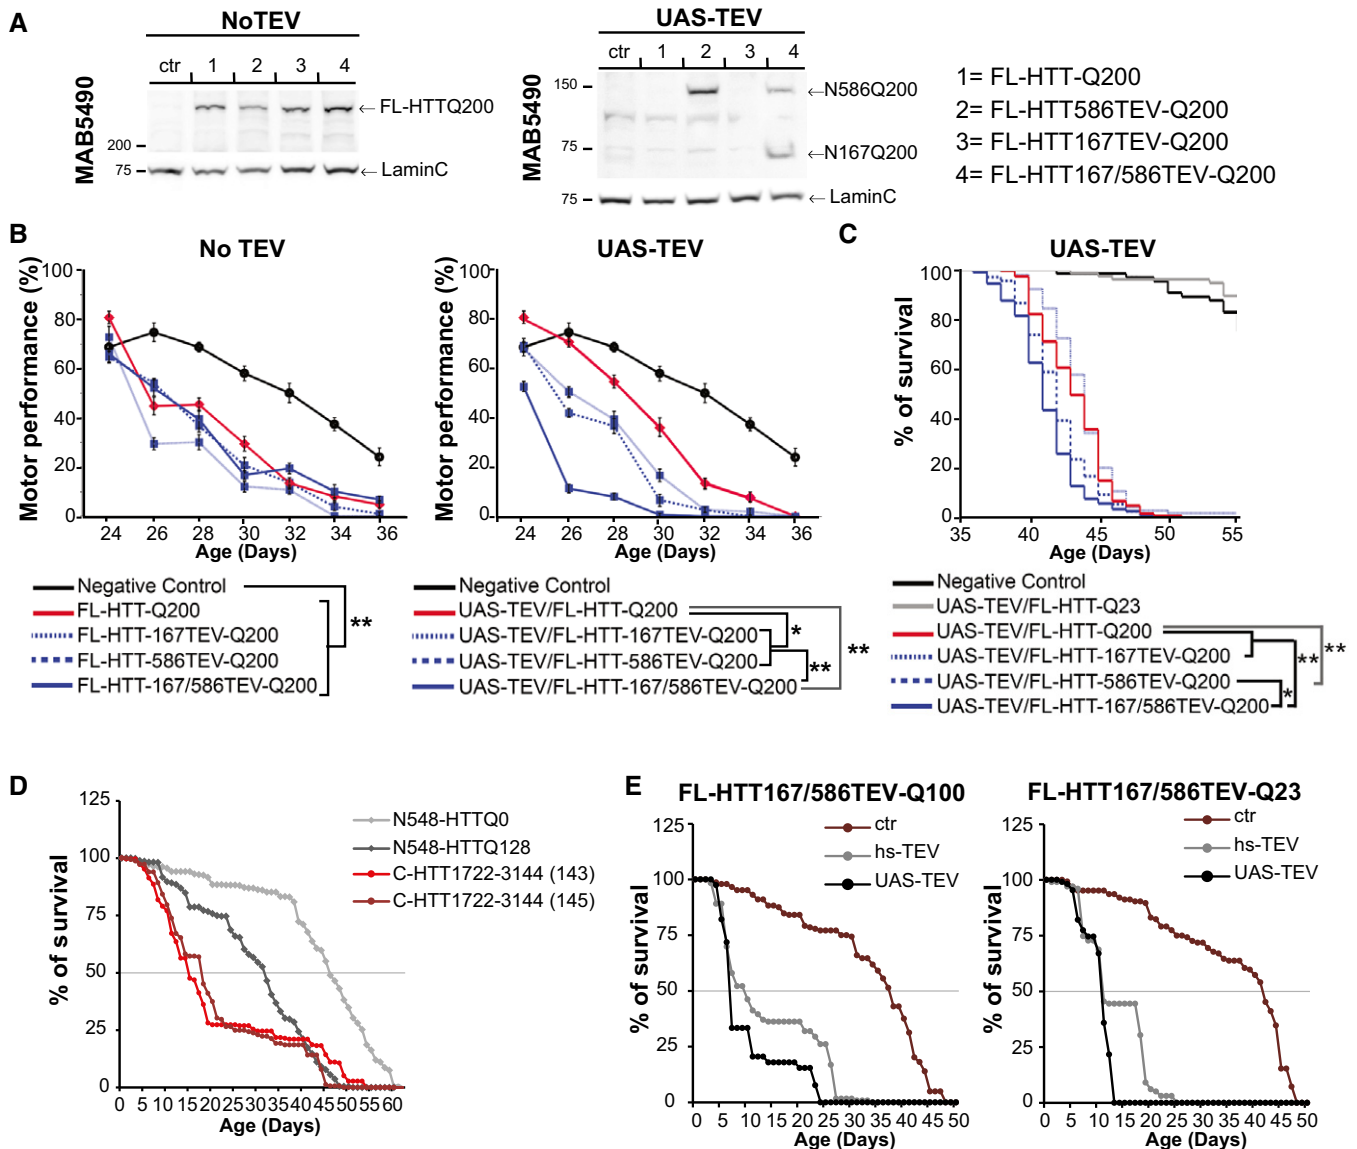 A
NoTEV
ctr 1 2 3 4
MAB5490
←FL-HTTQ200
200
75
←LaminC
UAS-TEV
ctr 1 2 3 4
MAB5490
150
←N586Q200
75
←N167Q200
75
←LaminC
1= FL-HTT-Q200
2= FL-HTT586TEV-Q200
3= FL-HTT167TEV-Q200
4= FL-HTT167/586TEV-Q200
B
No TEV
Motor performance (%)
100
80
60
40
20
0
24 26 28 30 32 34 36
Age (Days)
Negative Control
FL-HTT-Q200
FL-HTT-167TEV-Q200
FL-HTT-586TEV-Q200
FL-HTT-167/586TEV-Q200
**
UAS-TEV
Motor performance (%)
100
80
60
40
20
0
24 26 28 30 32 34 36
Age (Days)
Negative Control
UAS-TEV/FL-HTT-Q200
UAS-TEV/FL-HTT-167TEV-Q200
UAS-TEV/FL-HTT-586TEV-Q200
UAS-TEV/FL-HTT-167/586TEV-Q200
*
**
**
C
UAS-TEV
% of survival
100
80
60
40
20
0
35 40 45 50 55
Age (Days)
Negative Control
UAS-TEV/FL-HTT-Q23
UAS-TEV/FL-HTT-Q200
UAS-TEV/FL-HTT-167TEV-Q200
UAS-TEV/FL-HTT-586TEV-Q200
UAS-TEV/FL-HTT-167/586TEV-Q200
*
**
**
D
% of survival
125
100
75
50
25
0
0 5 10 15 20 25 30 35 40 45 50 55 60
Age (Days)
N548-HTTQ0
N548-HTTQ128
C-HTT1722-3144 (143)
C-HTT1722-3144 (145)
E
FL-HTT167/586TEV-Q100
ctr
hs-TEV
UAS-TEV
% of survival
125
100
75
50
25
0
0 5 10 15 20 25 30 35 40 45 50
Age (Days)
FL-HTT167/586TEV-Q23
ctr
hs-TEV
UAS-TEV
% of survival
125
100
75
50
25
0
0 5 10 15 20 25 30 35 40 45 50
Age (Days)